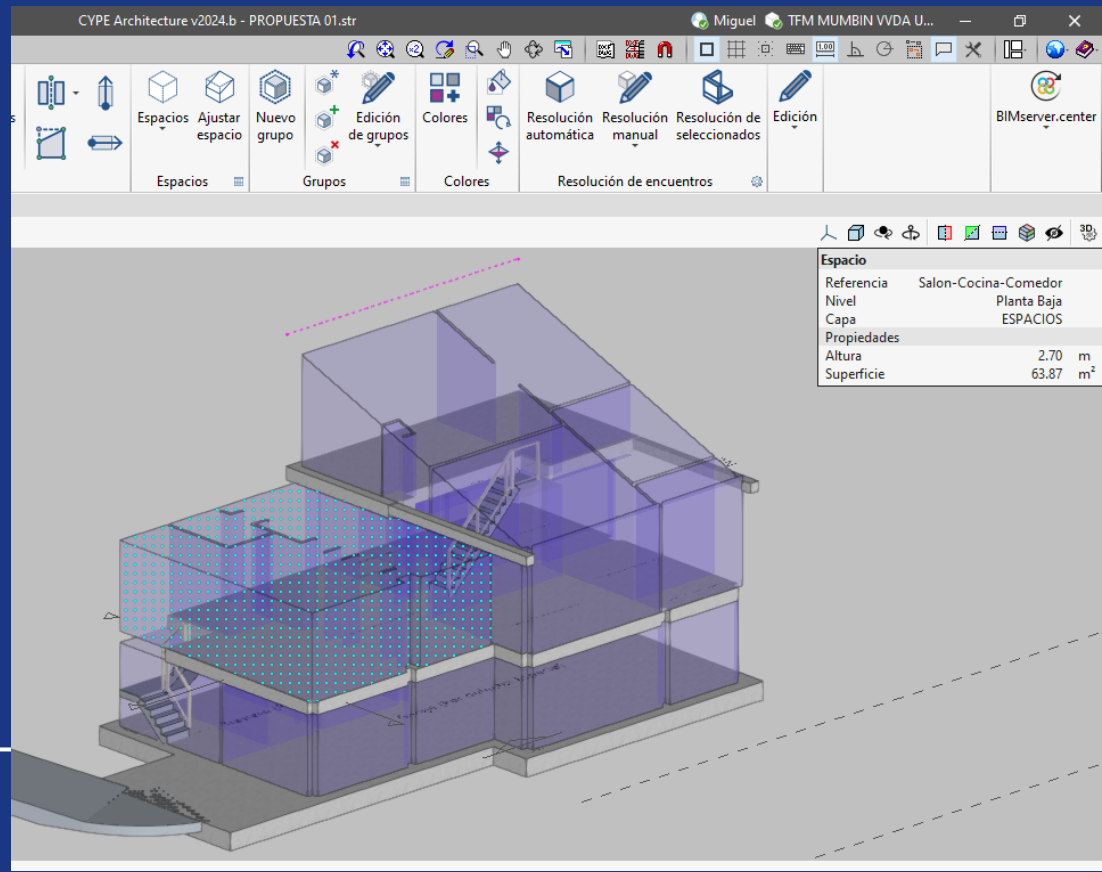 CYPE Architecture v2024.b - PROPUESTA 01.str
Miguel
TFM MUMBIN VVDA U...
Espacios
Ajustar espacio
Nuevo grupo
Edición de grupos
Colores
Resolución automática
Resolución manual
Resolución de seleccionados
Edición
BIMserver.center
Espacios
Grupos
Colores
Resolución de encuentros
3D
Espacio
Referencia Salon-Cocina-Comedor
Nivel Planta Baja
Capa ESPACIOS
Propiedades
Altura 2.70 m
Superficie 63.87 m²